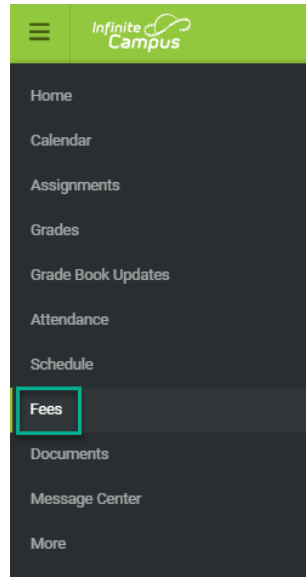 Infinite
Campus
Home
Calendar
Assignments
Grades
Grade Book Updates
Attendance
Schedule
Fees
Documents
Message Center
More